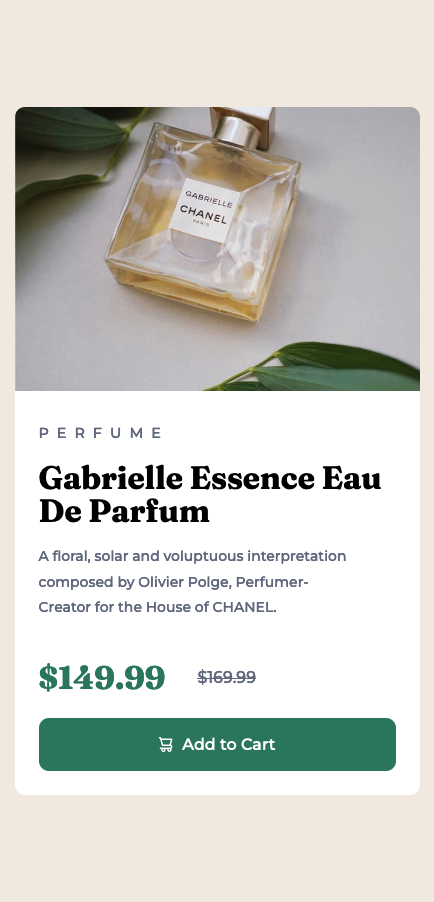 GABRIELLE
CHANEL
PARIS
PERFUME
Gabrielle Essence Eau
De Parfum
A floral, solar and voluptuous interpretation
composed by Olivier Polge, Perfumer-
Creator for the House of CHANEL.
$149.99 $169.99
Add to Cart